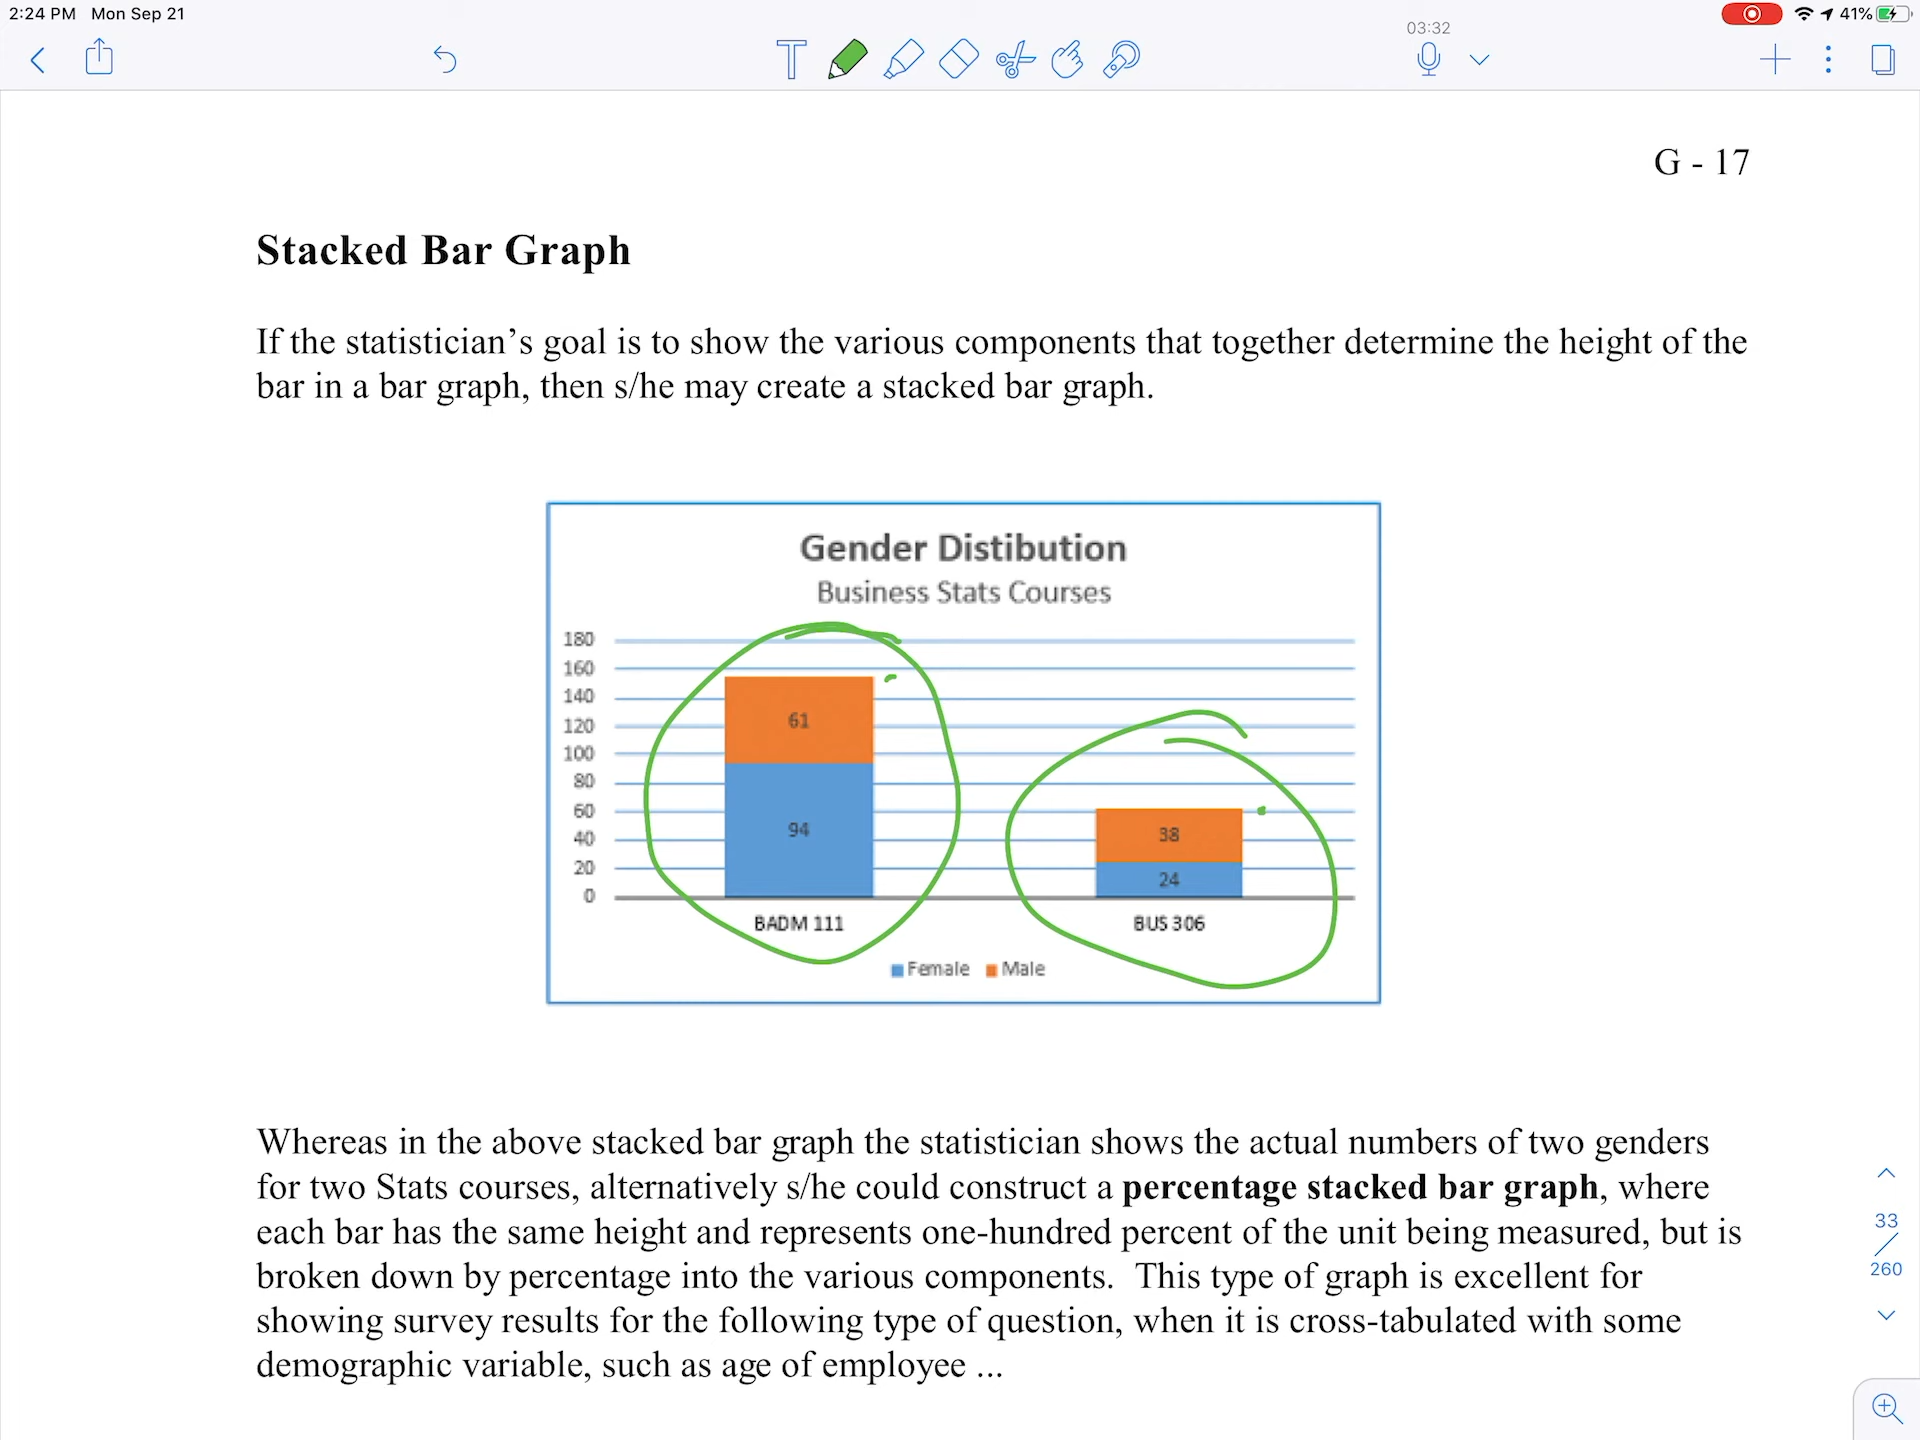 2:24 PM Mon Sep 21
41%
03:32
T
G - 17
Stacked Bar Graph
If the statistician’s goal is to show the various components that together determine the height of the
bar in a bar graph, then s/he may create a stacked bar graph.
Gender Distibution
Business Stats Courses
180
160
140
120
100
80
60
40
20
0
61
94
38
24
BADM 111
BUS 306
Female Male
Whereas in the above stacked bar graph the statistician shows the actual numbers of two genders
for two Stats courses, alternatively s/he could construct a percentage stacked bar graph, where
each bar has the same height and represents one-hundred percent of the unit being measured, but is
broken down by percentage into the various components. This type of graph is excellent for
showing survey results for the following type of question, when it is cross-tabulated with some
demographic variable, such as age of employee ...
33
/
260